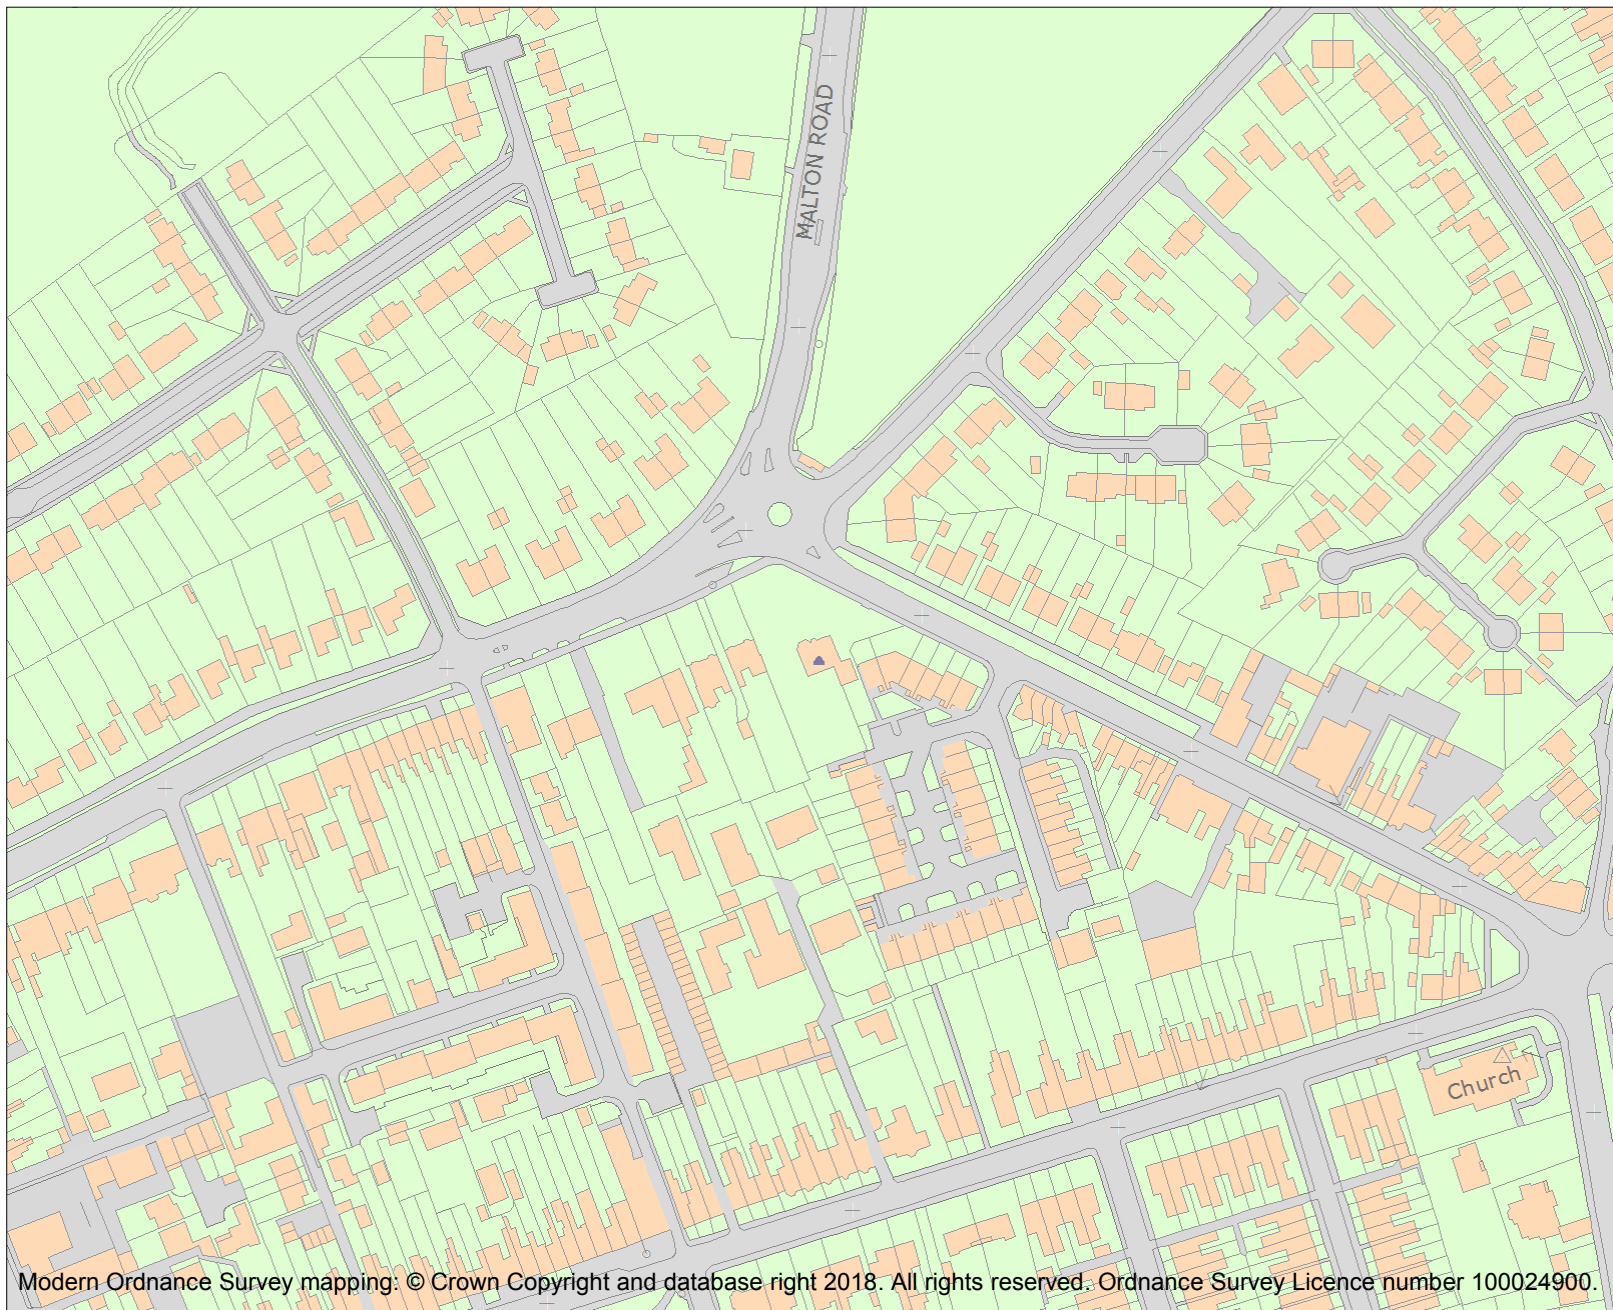 MALTON ROAD
Church
Modern Ordnance Survey mapping: © Crown Copyright and database right 2018. All rights reserved. Ordnance Survey Licence number 100024900.